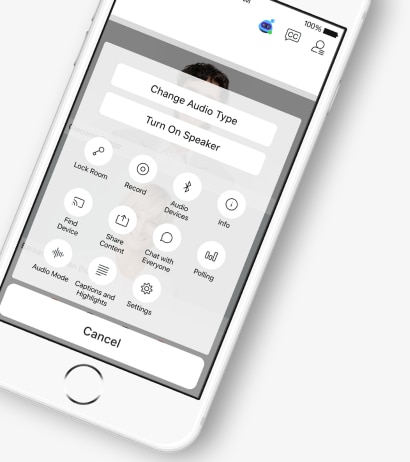 100%
CC
Change Audio Type
Turn On Speaker
Lock Room
Record
Audio
Devices
Info
Find
Device
Share
Content
Chat with
Everyone
Polling
Audio Mode
Captions and
Highlights
Settings
Cancel